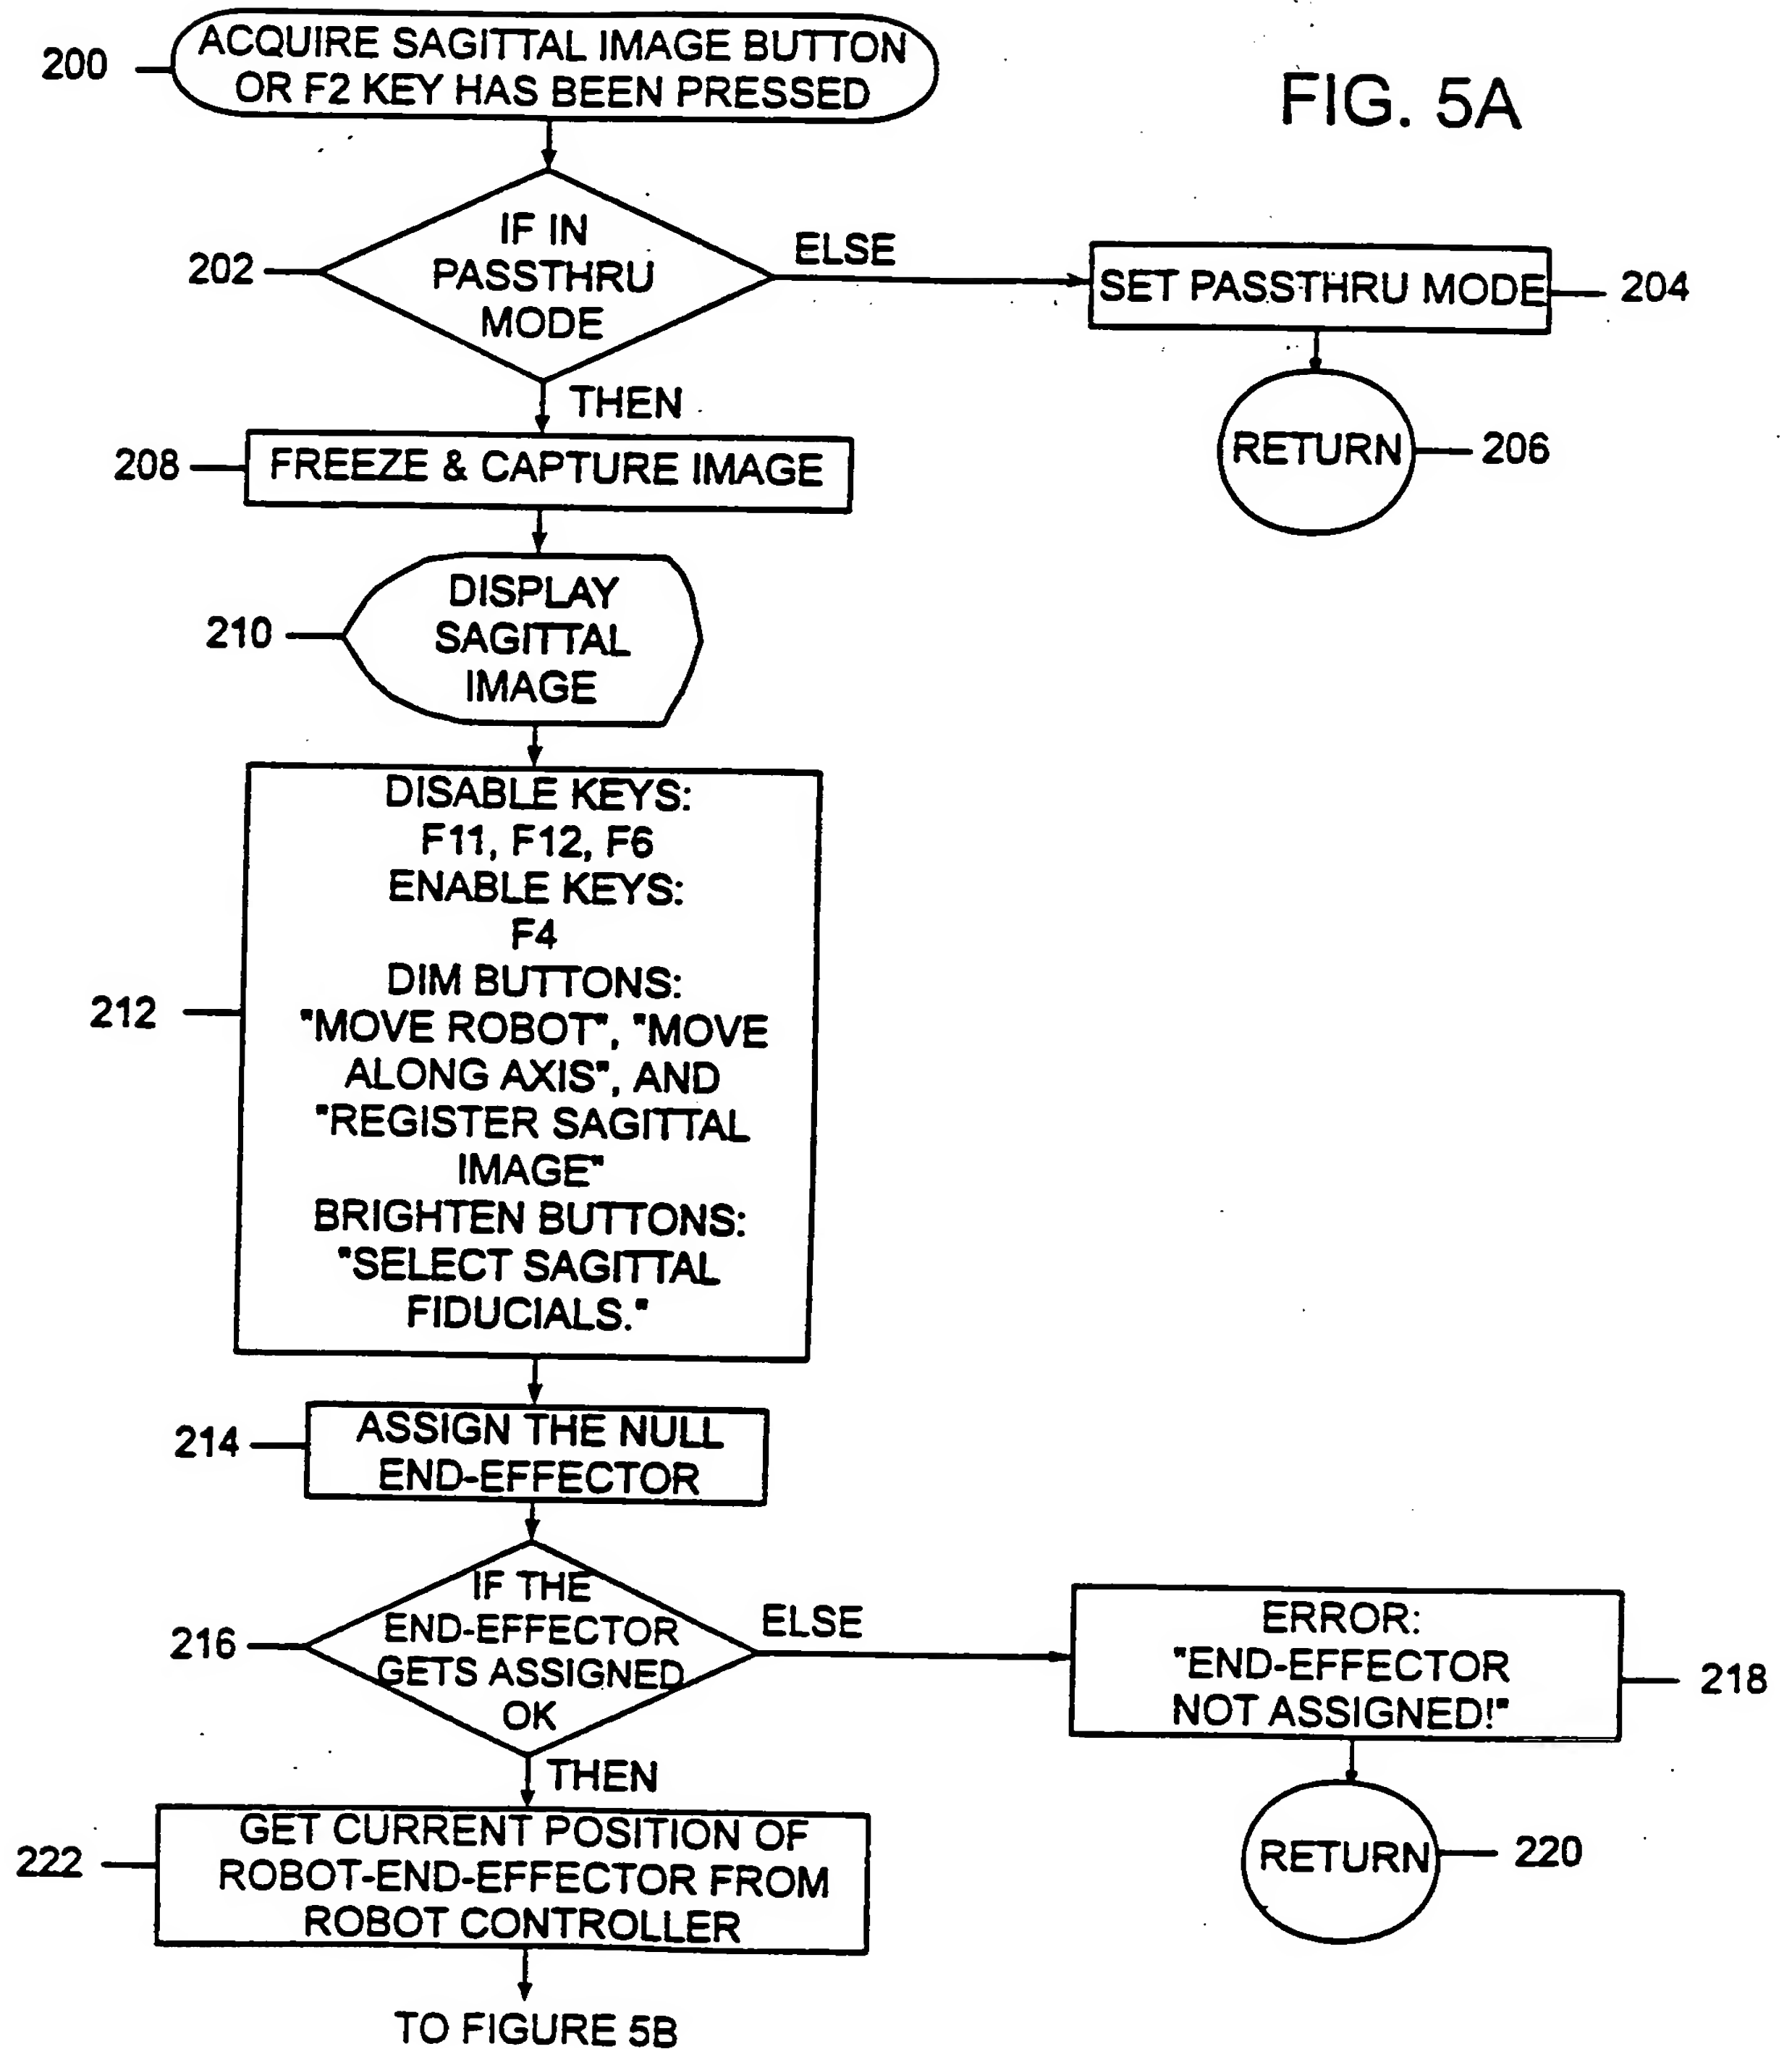 200
ACQUIRE SAGITTAL IMAGE BUTTON
OR F2 KEY HAS BEEN PRESSED
FIG. 5A
202
IF IN
PASSTHRU
MODE
ELSE
SET PASSTHRU MODE
204
THEN
RETURN
206
208
FREEZE & CAPTURE IMAGE
210
DISPLAY
SAGITTAL
IMAGE
212
DISABLE KEYS:
F11, F12, F6
ENABLE KEYS:
F4
DIM BUTTONS:
"MOVE ROBOT", "MOVE
ALONG AXIS", AND
"REGISTER SAGITTAL
IMAGE"
BRIGHTEN BUTTONS:
"SELECT SAGITTAL
FIDUCIALS."
214
ASSIGN THE NULL
END-EFFECTOR
216
IF THE
END-EFFECTOR
GETS ASSIGNED
OK
ELSE
ERROR:
"END-EFFECTOR
NOT ASSIGNED!"
218
THEN
RETURN
220
222
GET CURRENT POSITION OF
ROBOT-END-EFFECTOR FROM
ROBOT CONTROLLER
TO FIGURE 5B